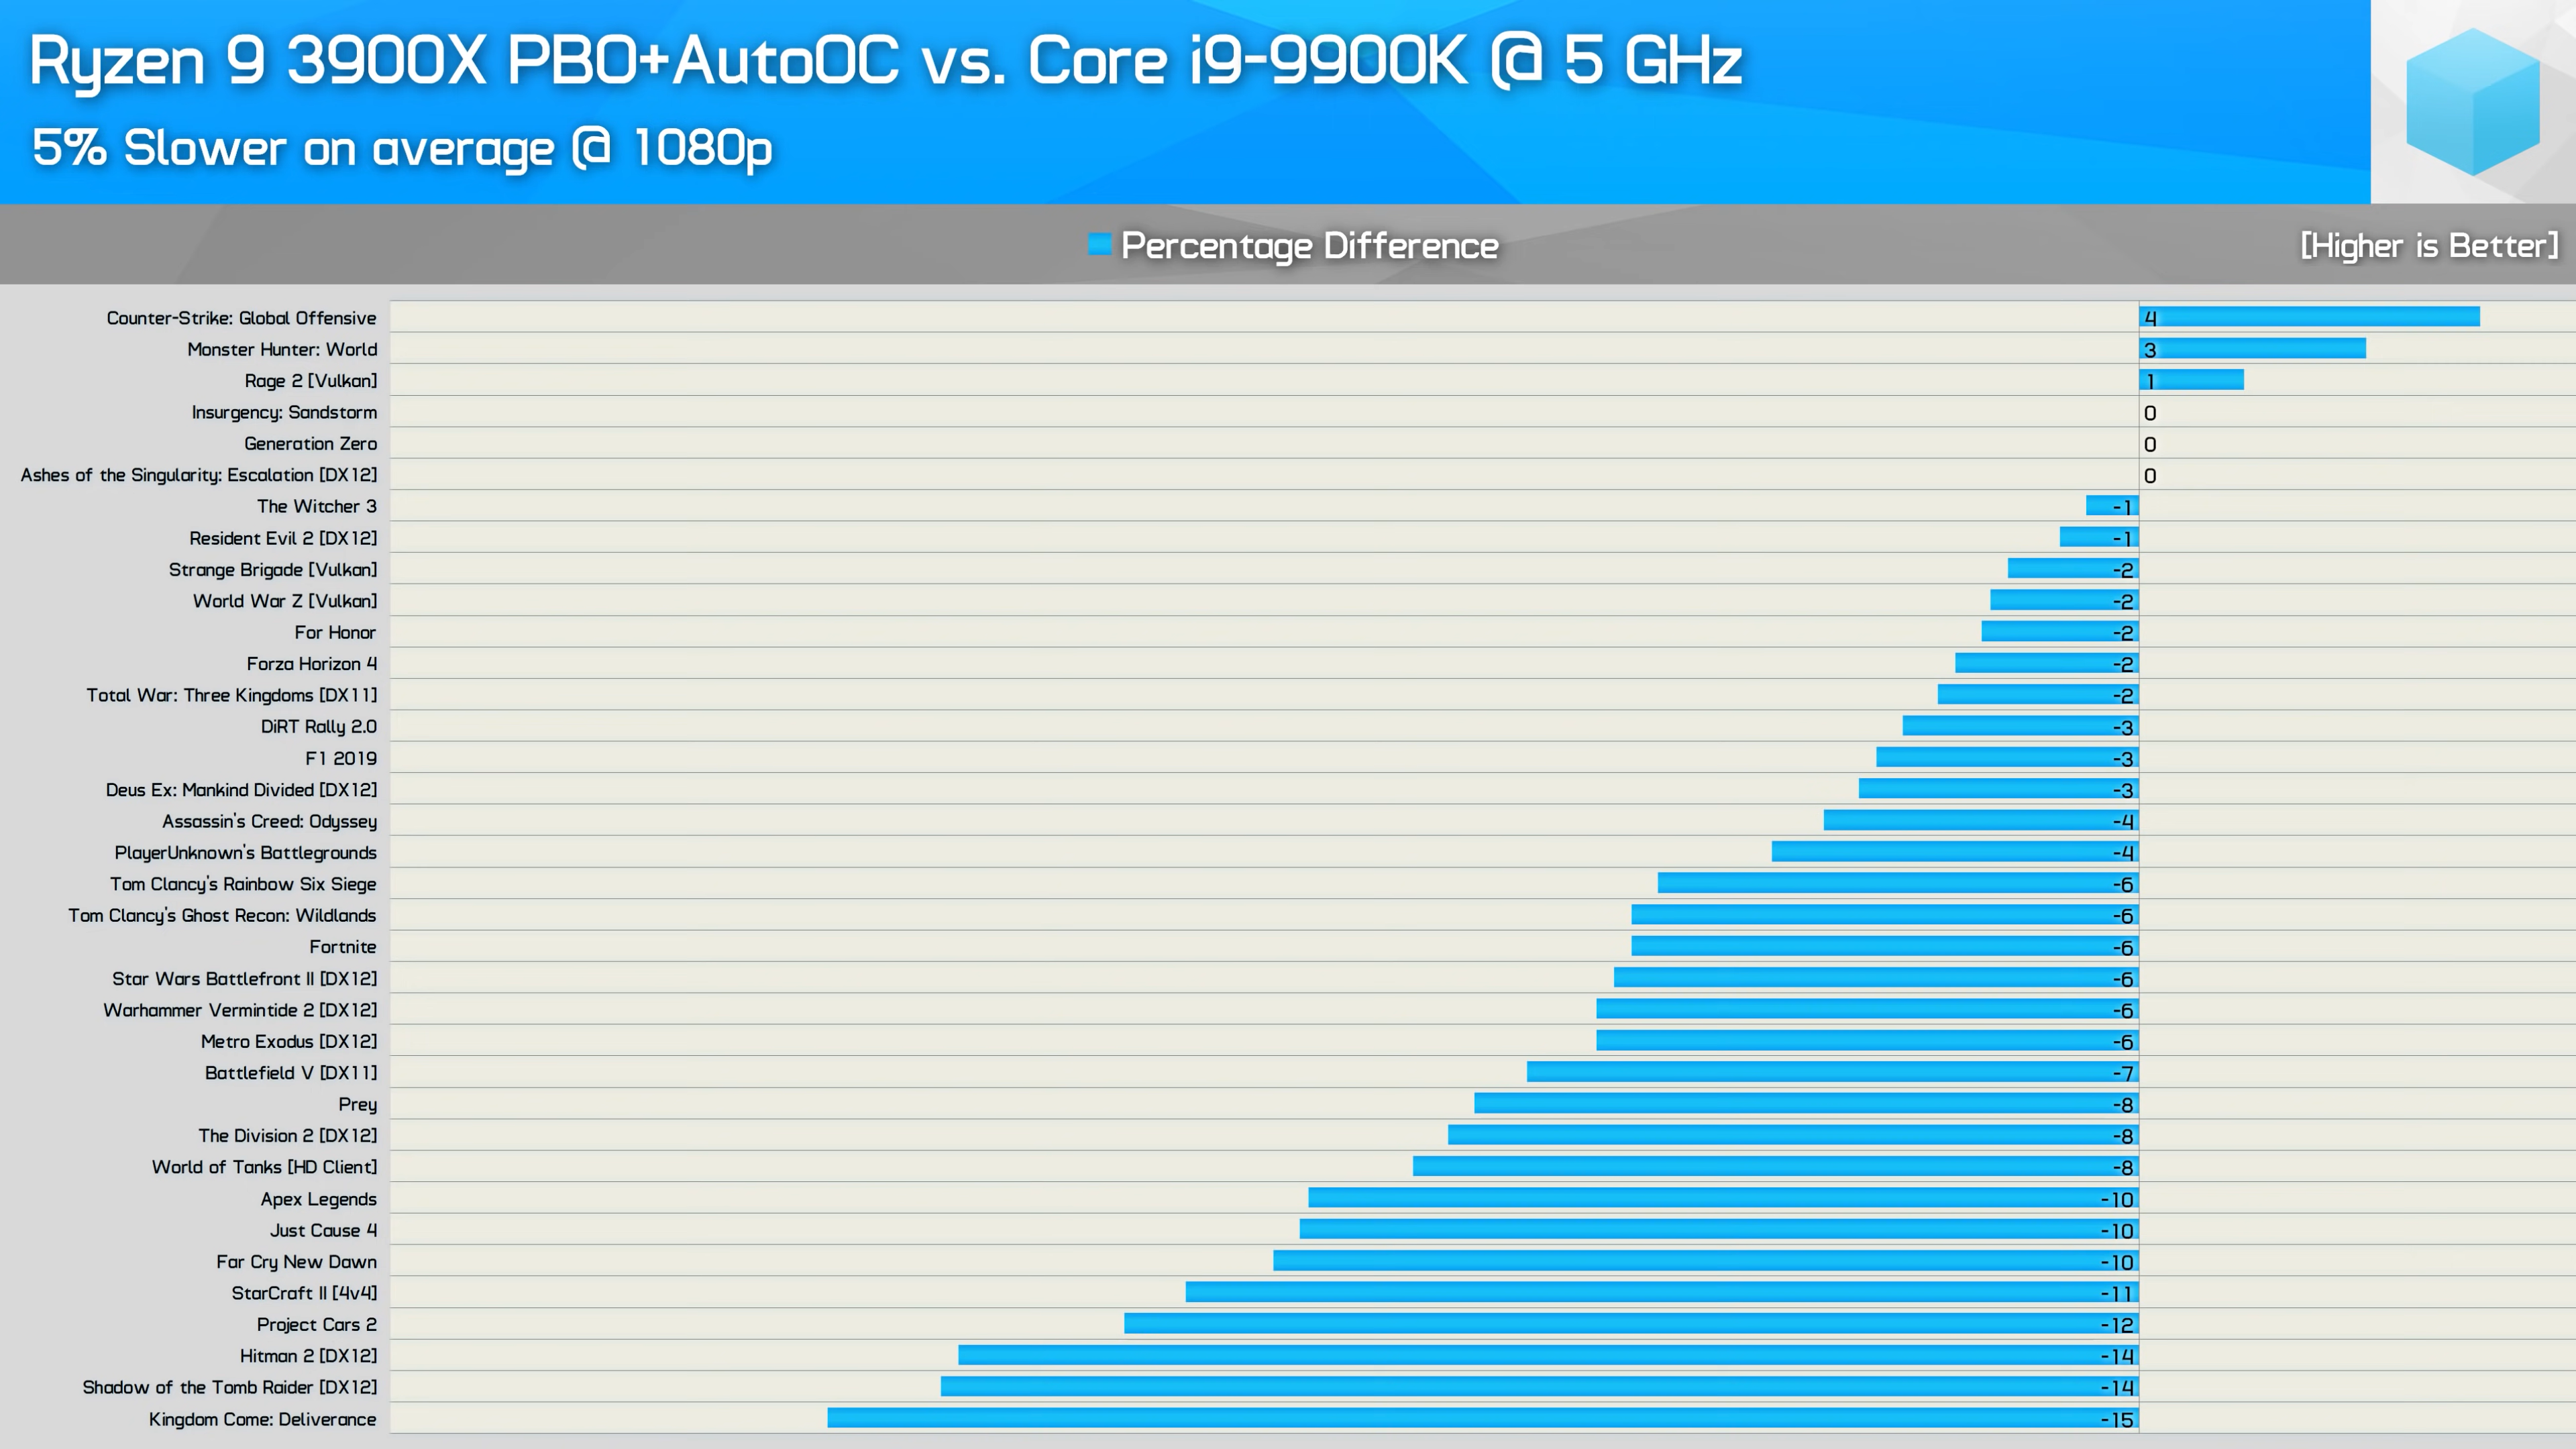 Ryzen 9 3900X PBO+AutoOC vs. Core i9-9900K @ 5 GHz
5% Slower on average @ 1080p
Percentage Difference
[Higher is Better]
Counter-Strike: Global Offensive 4
Monster Hunter: World 3
Rage 2 [Vulkan] 1
Insurgency: Sandstorm 0
Generation Zero 0
Ashes of the Singularity: Escalation [DX12] 0
The Witcher 3 -1
Resident Evil 2 [DX12] -1
Strange Brigade [Vulkan] -2
World War Z [Vulkan] -2
For Honor -2
Forza Horizon 4 -2
Total War: Three Kingdoms [DX11] -2
DiRT Rally 2.0 -3
F1 2019 -3
Deus Ex: Mankind Divided [DX12] -3
Assassin's Creed: Odyssey -4
PlayerUnknown's Battlegrounds -4
Tom Clancy's Rainbow Six Siege -6
Tom Clancy's Ghost Recon: Wildlands -6
Fortnite -6
Star Wars Battlefront II [DX12] -6
Warhammer Vermintide 2 [DX12] -6
Metro Exodus [DX12] -6
Battlefield V [DX11] -7
Prey -8
The Division 2 [DX12] -8
World of Tanks [HD Client] -8
Apex Legends -10
Just Cause 4 -10
Far Cry New Dawn -10
StarCraft II [4v4] -11
Project Cars 2 -12
Hitman 2 [DX12] -14
Shadow of the Tomb Raider [DX12] -14
Kingdom Come: Deliverance -15